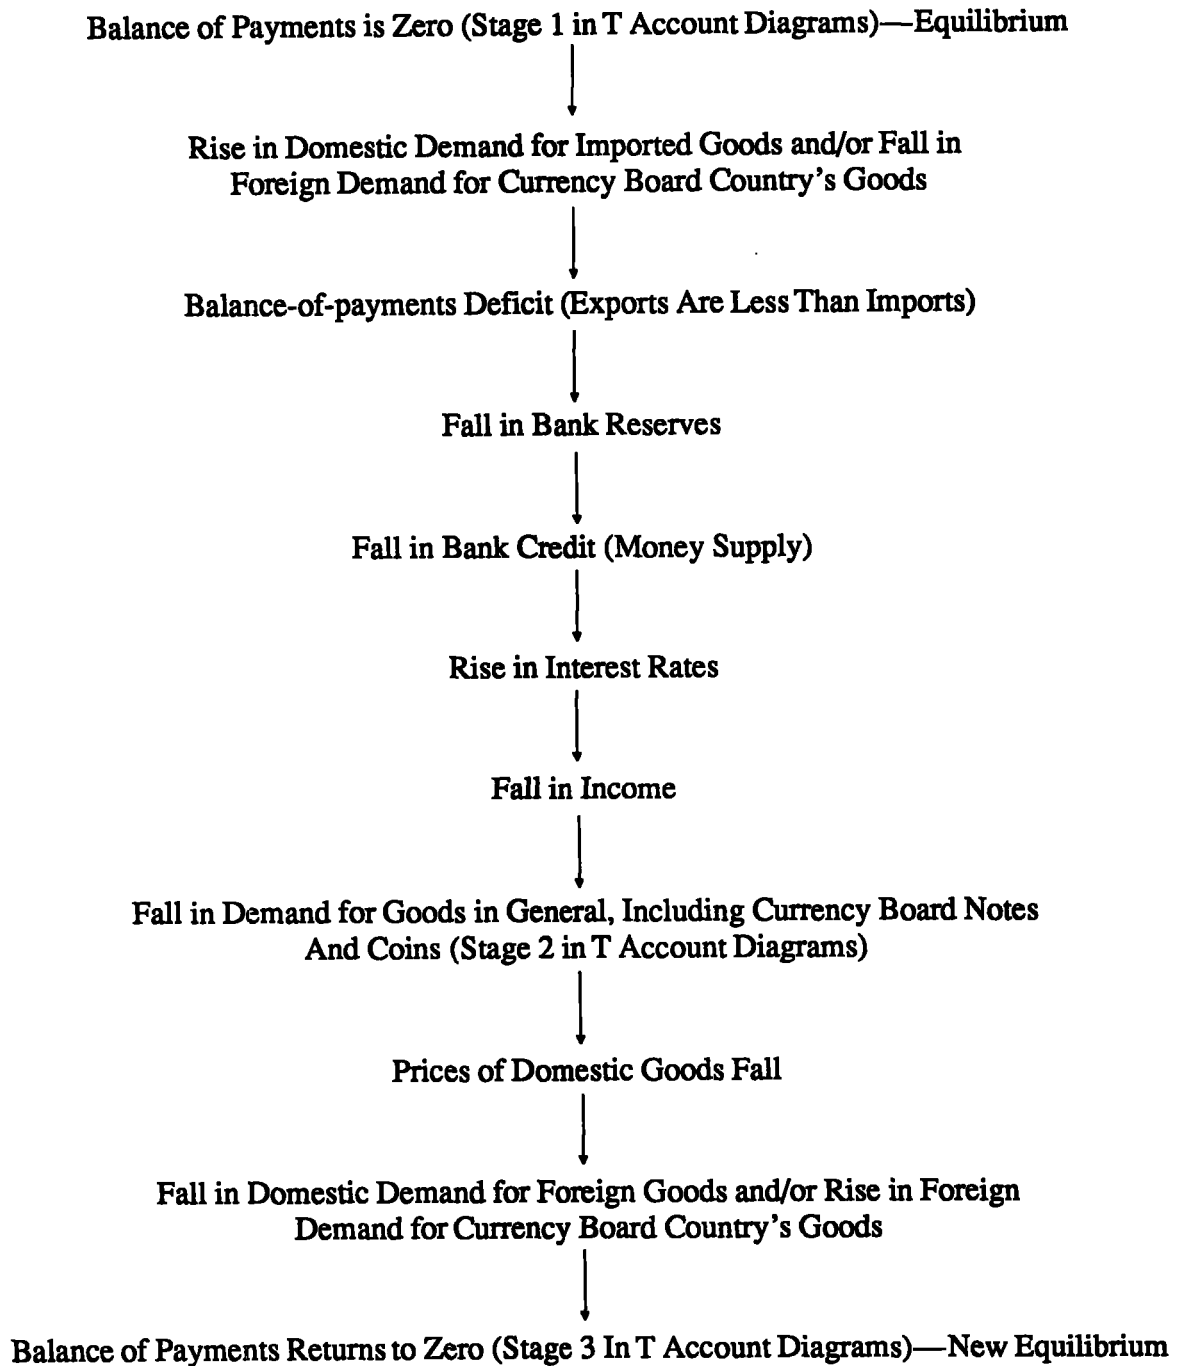 Balance of Payments is Zero (Stage 1 in T Account Diagrams)—Equilibrium
Rise in Domestic Demand for Imported Goods and/or Fall in
Foreign Demand for Currency Board Country's Goods
Balance-of-payments Deficit (Exports Are Less Than Imports)
Fall in Bank Reserves
Fall in Bank Credit (Money Supply)
Rise in Interest Rates
Fall in Income
Fall in Demand for Goods in General, Including Currency Board Notes
And Coins (Stage 2 in T Account Diagrams)
Prices of Domestic Goods Fall
Fall in Domestic Demand for Foreign Goods and/or Rise in Foreign
Demand for Currency Board Country's Goods
Balance of Payments Returns to Zero (Stage 3 In T Account Diagrams)—New Equilibrium